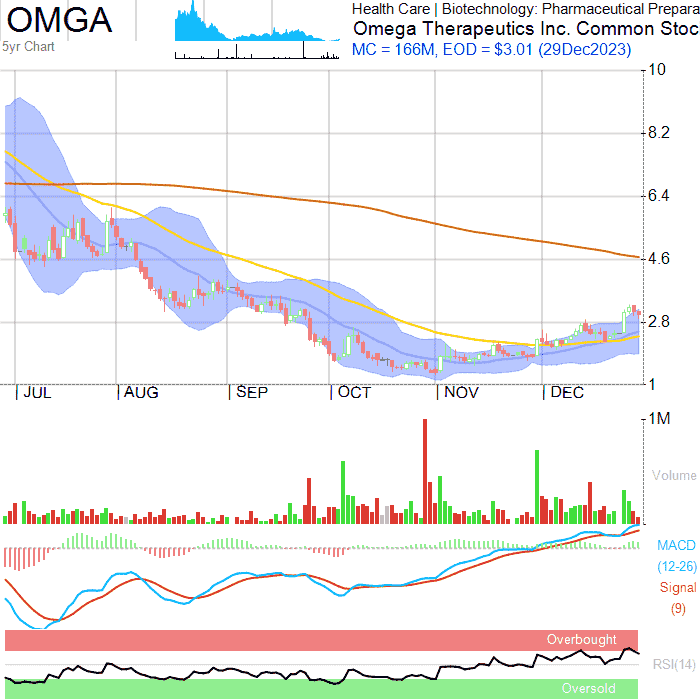 OMGA
5yr Chart
Health Care | Biotechnology: Pharmaceutical Prepara
Omega Therapeutics Inc. Common Stoc
MC = 166M, EOD = $3.01 (29Dec2023)
10
8.2
6.4
4.6
2.8
1
JUL AUG SEP OCT NOV DEC
1M
Volume
MACD
(12-26)
Signal
(9)
Overbought
RSI(14)
Oversold